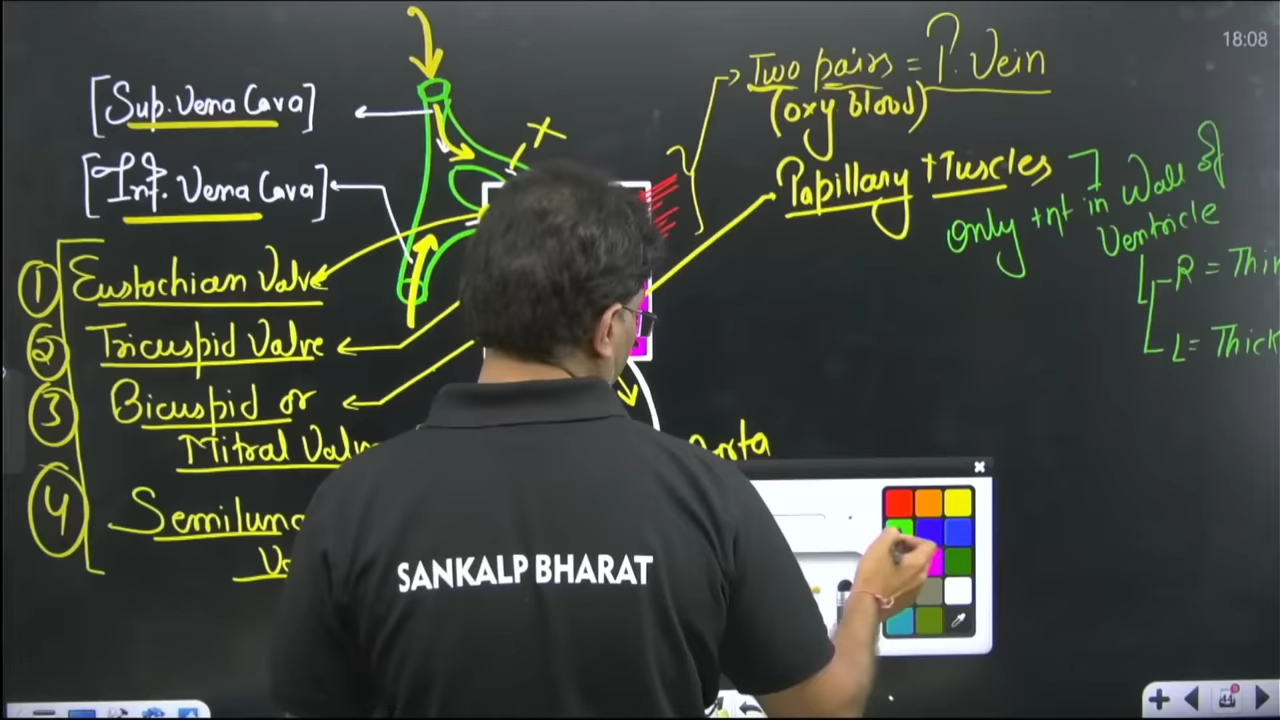 18:08
Two pairs = P. Vein
(oxy blood)
[Sup. Vena Cava]
x
Papillary Muscles
only +nt in Wall of
Ventricle
R = Thin
L = Thick
[Inf. Vena Cava]
① Eustachian Valve
② Tricuspid Valve
③ Bicuspid or
Mitral Valv
④ Semiluna
SANKALP BHARAT